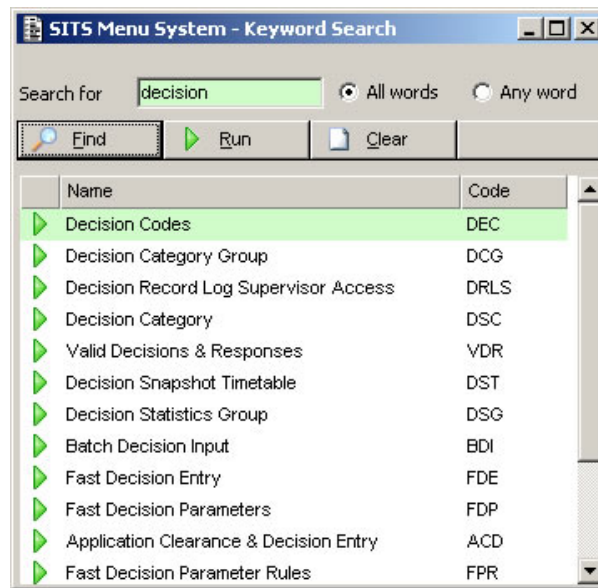 SITS Menu System - Keyword Search
Search for decision All words Any word
Find Run Clear
Name Code
Decision Codes DEC
Decision Category Group DCG
Decision Record Log Supervisor Access DRLS
Decision Category DSC
Valid Decisions & Responses VDR
Decision Snapshot Timetable DST
Decision Statistics Group DSG
Batch Decision Input BDI
Fast Decision Entry FDE
Fast Decision Parameters FDP
Application Clearance & Decision Entry ACD
Fast Decision Parameter Rules FPR